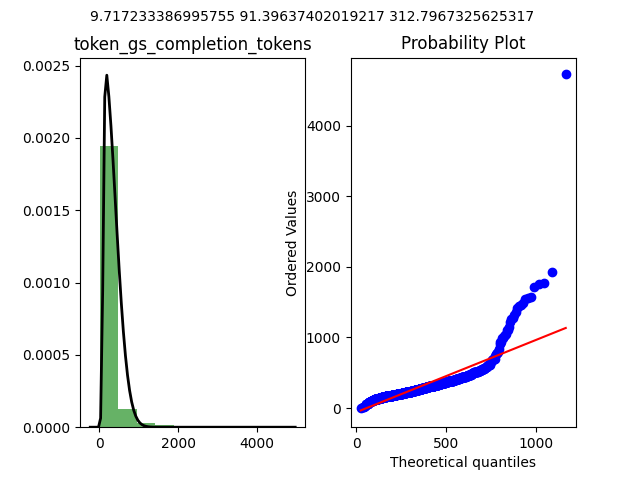 9.717233386995755 91.39637402019217 312.7967325625317
token_gs_completion_tokens
0.0025
0.0020
0.0015
0.0010
0.0005
0.0000
0 2000 4000
Probability Plot
Ordered Values
4000
3000
2000
1000
0
0 500 1000
Theoretical quantiles